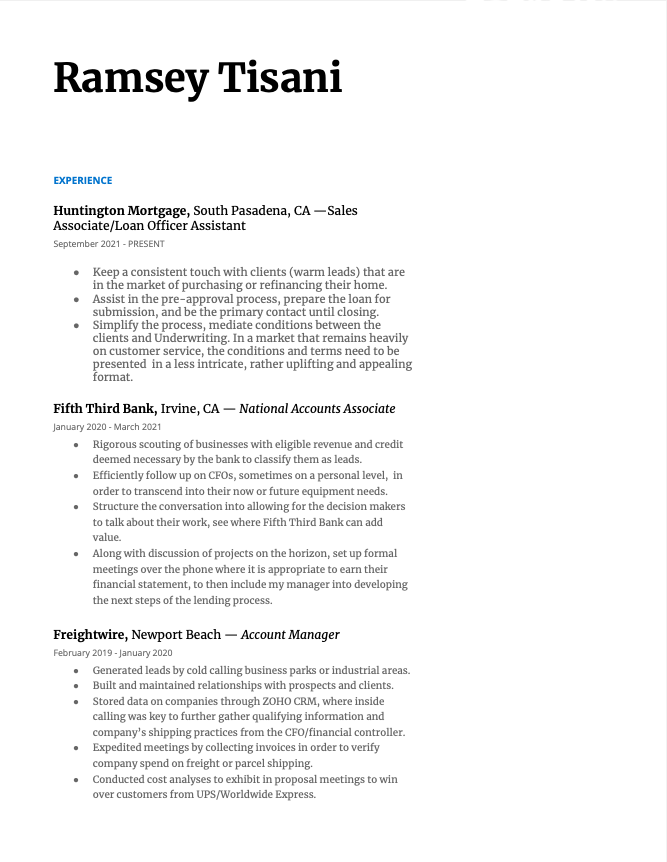 Ramsey Tisani
EXPERIENCE
Huntington Mortgage, South Pasadena, CA —Sales
Associate/Loan Officer Assistant
September 2021 - PRESENT
● Keep a consistent touch with clients (warm leads) that are
in the market of purchasing or refinancing their home.
● Assist in the pre-approval process, prepare the loan for
submission, and be the primary contact until closing.
● Simplify the process, mediate conditions between the
clients and Underwriting. In a market that remains heavily
on customer service, the conditions and terms need to be
presented  in a less intricate, rather uplifting and appealing
format.
Fifth Third Bank, Irvine, CA — National Accounts Associate
January 2020 - March 2021
● Rigorous scouting of businesses with eligible revenue and credit
deemed necessary by the bank to classify them as leads.
● Efficiently follow up on CFOs, sometimes on a personal level,  in
order to transcend into their now or future equipment needs.
● Structure the conversation into allowing for the decision makers
to talk about their work, see where Fifth Third Bank can add
value.
● Along with discussion of projects on the horizon, set up formal
meetings over the phone where it is appropriate to earn their
financial statement, to then include my manager into developing
the next steps of the lending process.
Freightwire, Newport Beach — Account Manager
February 2019 - January 2020
● Generated leads by cold calling business parks or industrial areas.
● Built and maintained relationships with prospects and clients.
● Stored data on companies through ZOHO CRM, where inside
calling was key to further gather qualifying information and
company's shipping practices from the CFO/financial controller.
● Expedited meetings by collecting invoices in order to verify
company spend on freight or parcel shipping.
● Conducted cost analyses to exhibit in proposal meetings to win
over customers from UPS/Worldwide Express.